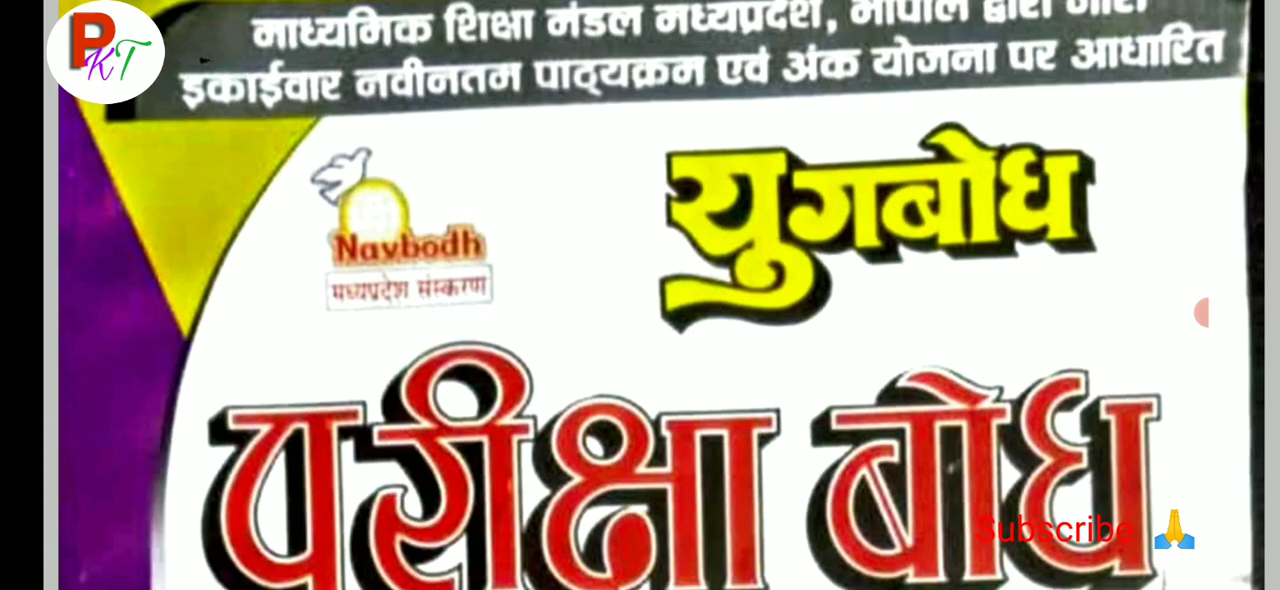 माध्यमिक शिक्षा मंडल मध्यप्रदेश, भोपाल द्वारा जारी
इकाईवार नवीनतम पाठ्यक्रम एवं अंक योजना पर आधारित
PKT
युगबोध
Navbodh
मध्यप्रदेश संस्करण
परीक्षा बोध
Subscribe 🙏